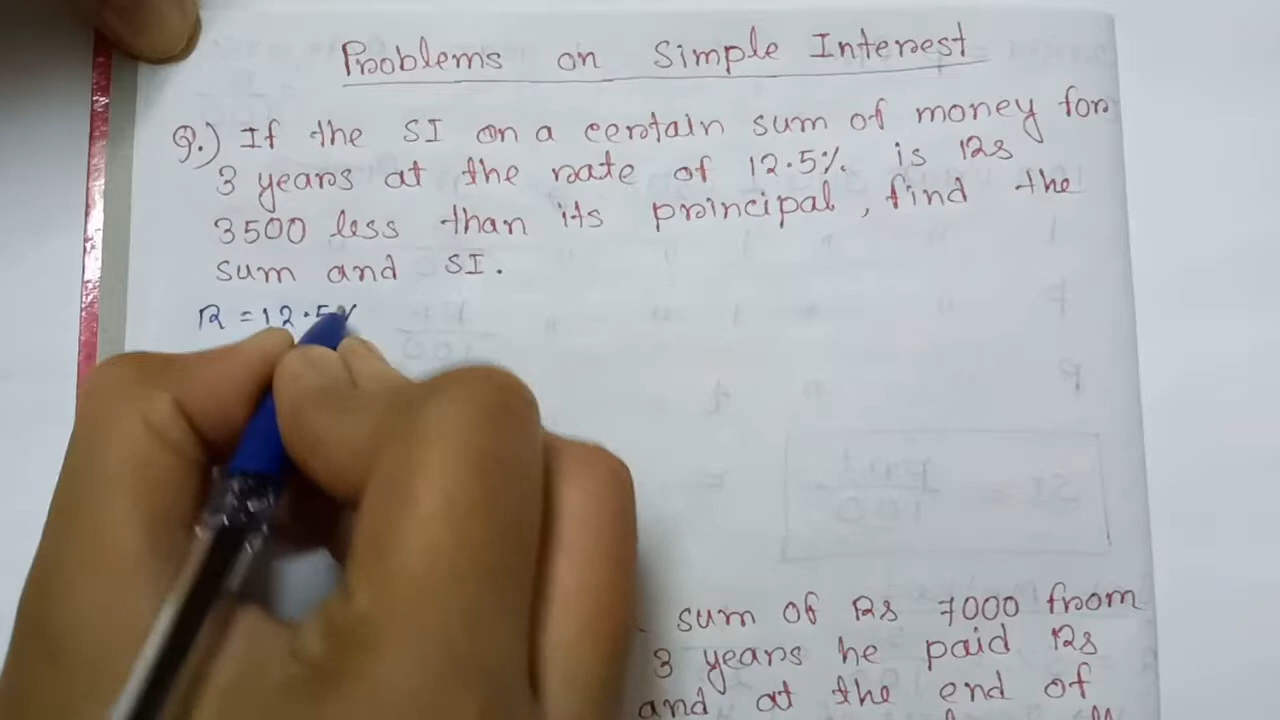 Problems on Simple Interest
Q.) If the SI on a certain sum of money for
3 years at the rate of 12.5% is Rs
3500 less than its principal, find the
sum and SI.
R = 12.5%
sum of Rs 7000 from
3 years he paid Rs
and at the end of